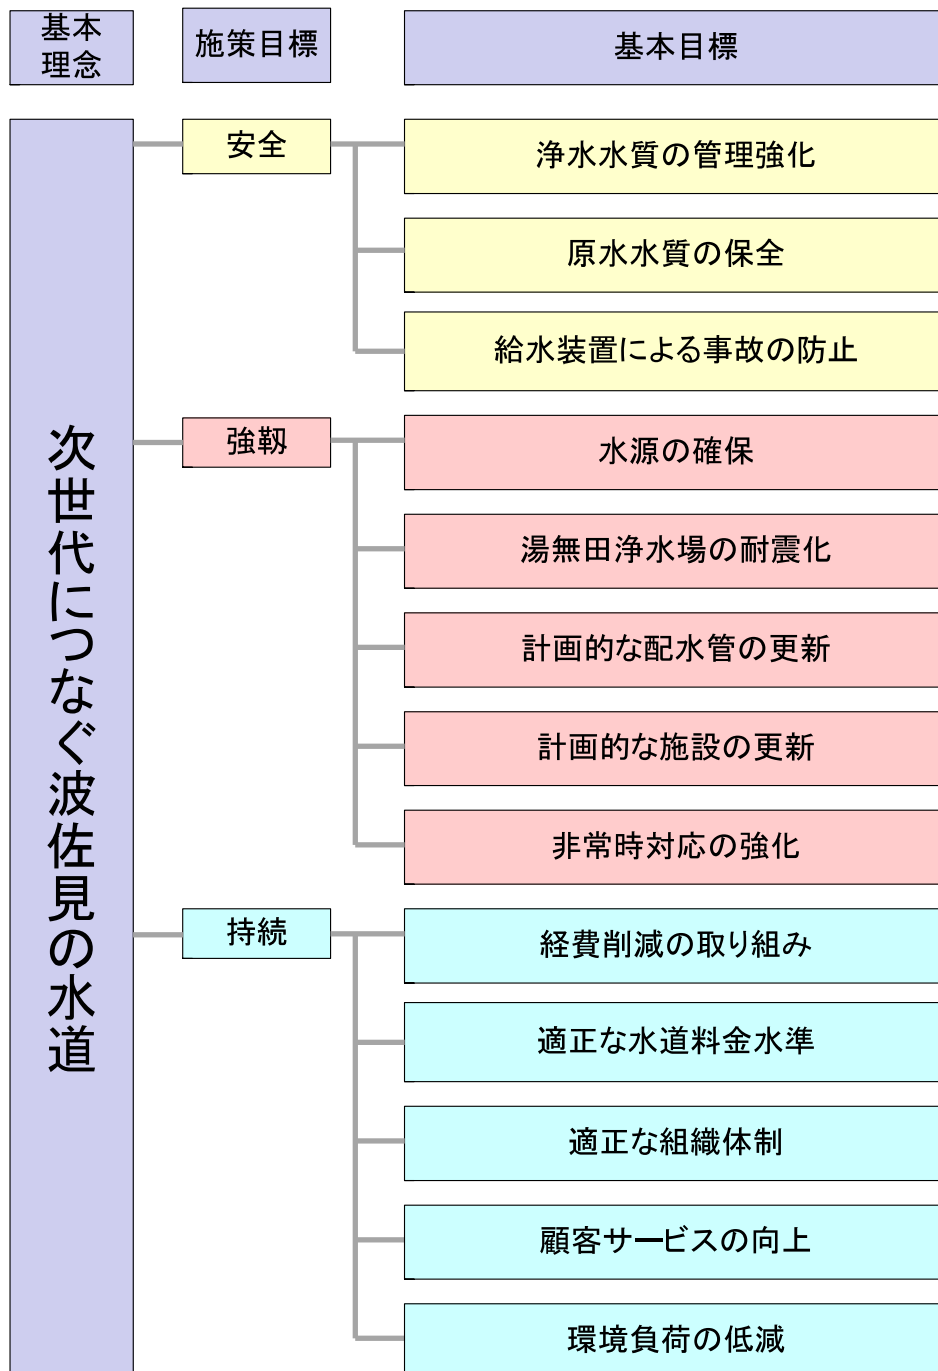 基本
理念
施策目標
基本目標
次世代につなぐ波佐見の水道
安全
浄水水質の管理強化
原水水質の保全
給水装置による事故の防止
強靱
水源の確保
湯無田浄水場の耐震化
計画的な配水管の更新
計画的な施設の更新
非常時対応の強化
持続
経費削減の取り組み
適正な水道料金水準
適正な組織体制
顧客サービスの向上
環境負荷の低減